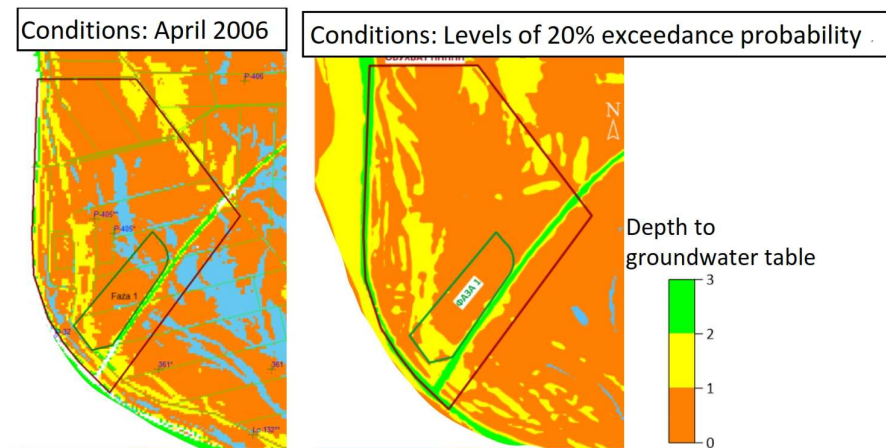 Conditions: April 2006
Conditions: Levels of 20% exceedance probability
P-406
N
P-405**
P-405*
Faza 1
ФАЗА 1
361*
361
Depth to
groundwater table
3
2
1
0